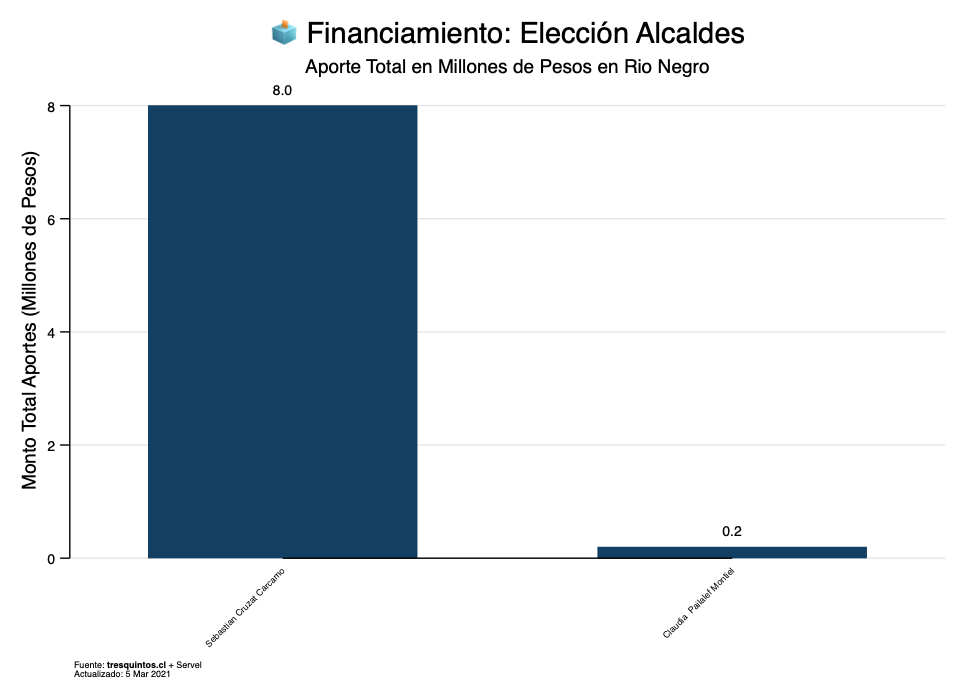 Financiamiento: Elección Alcaldes
Aporte Total en Millones de Pesos en Rio Negro
Monto Total Aportes (Millones de Pesos)
8
6
4
2
0
8.0
0.2
Sebastian Cruzat Carcamo
Claudia Pailalef Montiel
Fuente: tresquintos.cl + Servel
Actualizado: 5 Mar 2021